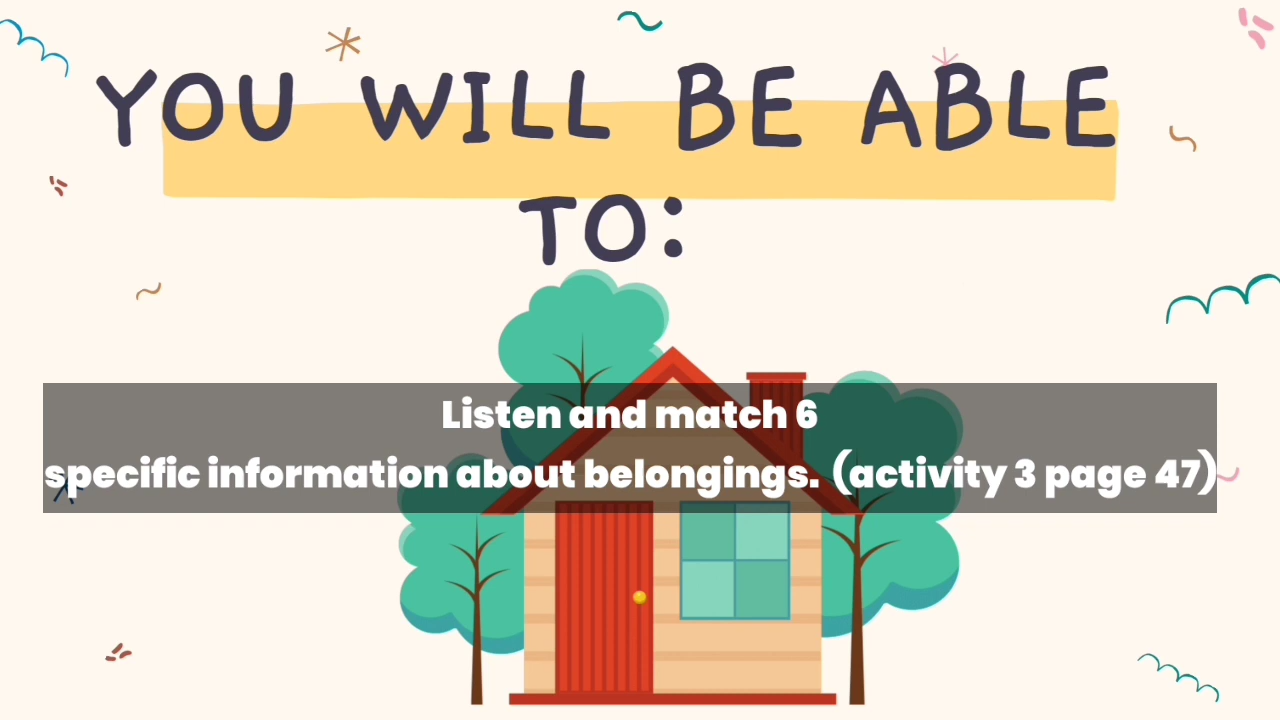 YOU WILL BE ABLE
TO:
Listen and match 6
specific information about belongings. (activity 3 page 47)